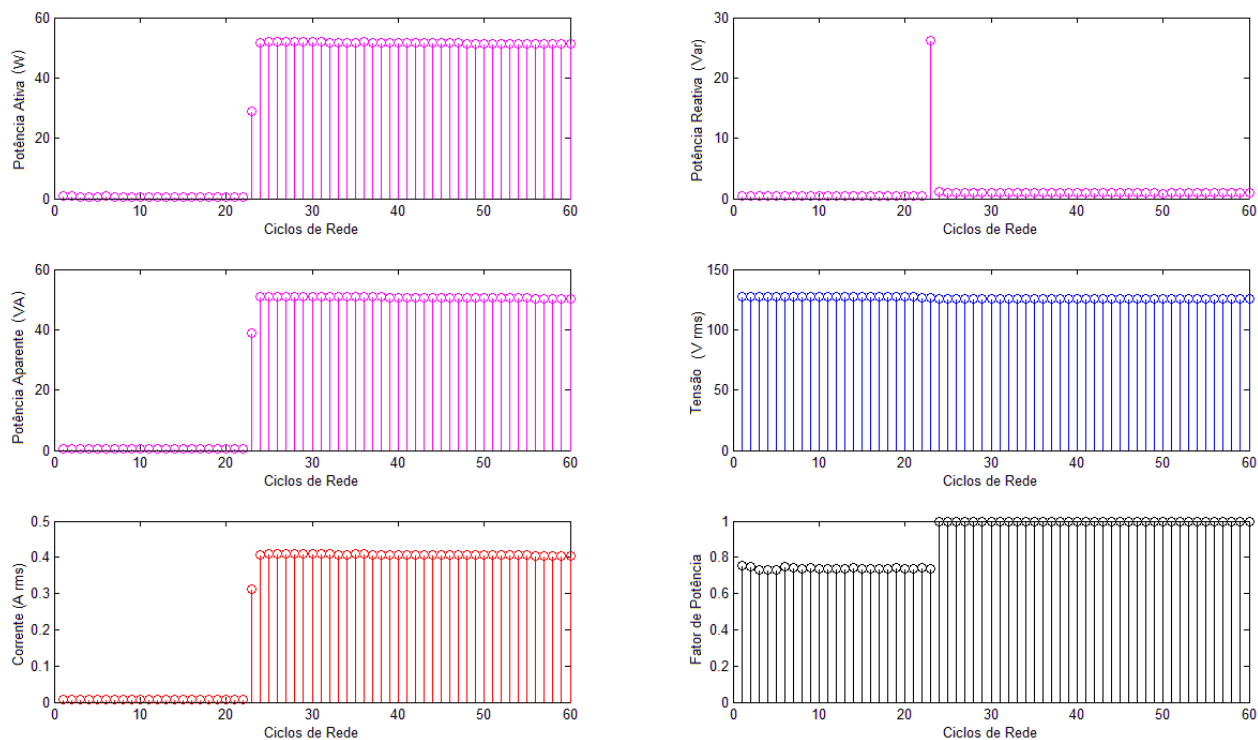 60
40
20
0
Potência Ativa (W)
0 10 20 30 40 50 60
Ciclos de Rede
30
20
10
0
Potência Reativa (Var)
0 10 20 30 40 50 60
Ciclos de Rede
60
40
20
0
Potência Aparente (VA)
0 10 20 30 40 50 60
Ciclos de Rede
150
100
50
0
Tensão (V rms)
0 10 20 30 40 50 60
Ciclos de Rede
0.5
0.4
0.3
0.2
0.1
0
Corrente (A rms)
0 10 20 30 40 50 60
Ciclos de Rede
1
0.8
0.6
0.4
0.2
0
Fator de Potência
0 10 20 30 40 50 60
Ciclos de Rede